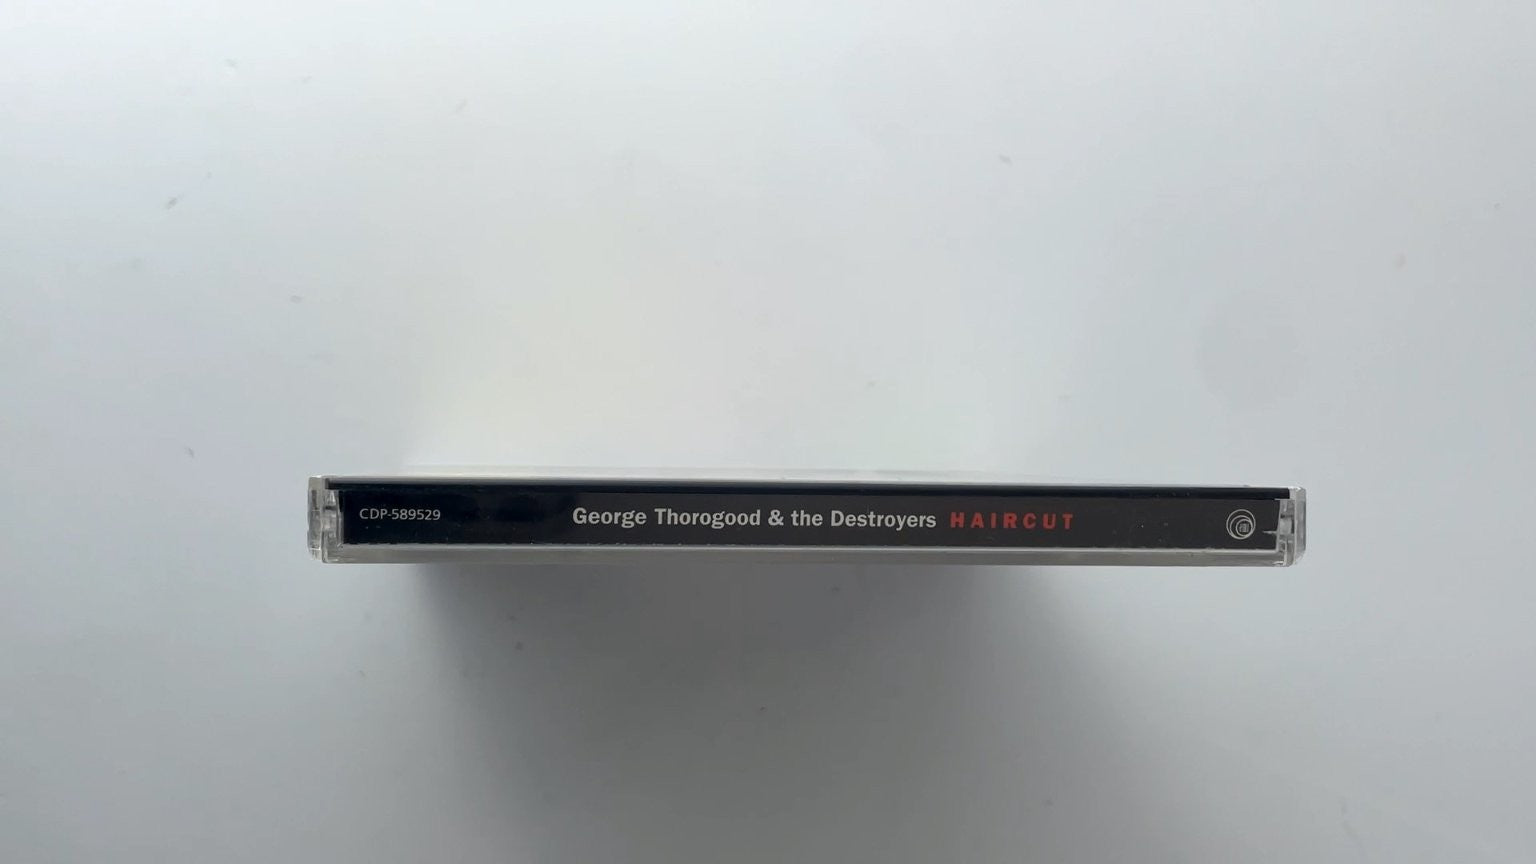 CDP-589529 George Thorogood & the Destroyers HAIRCUT